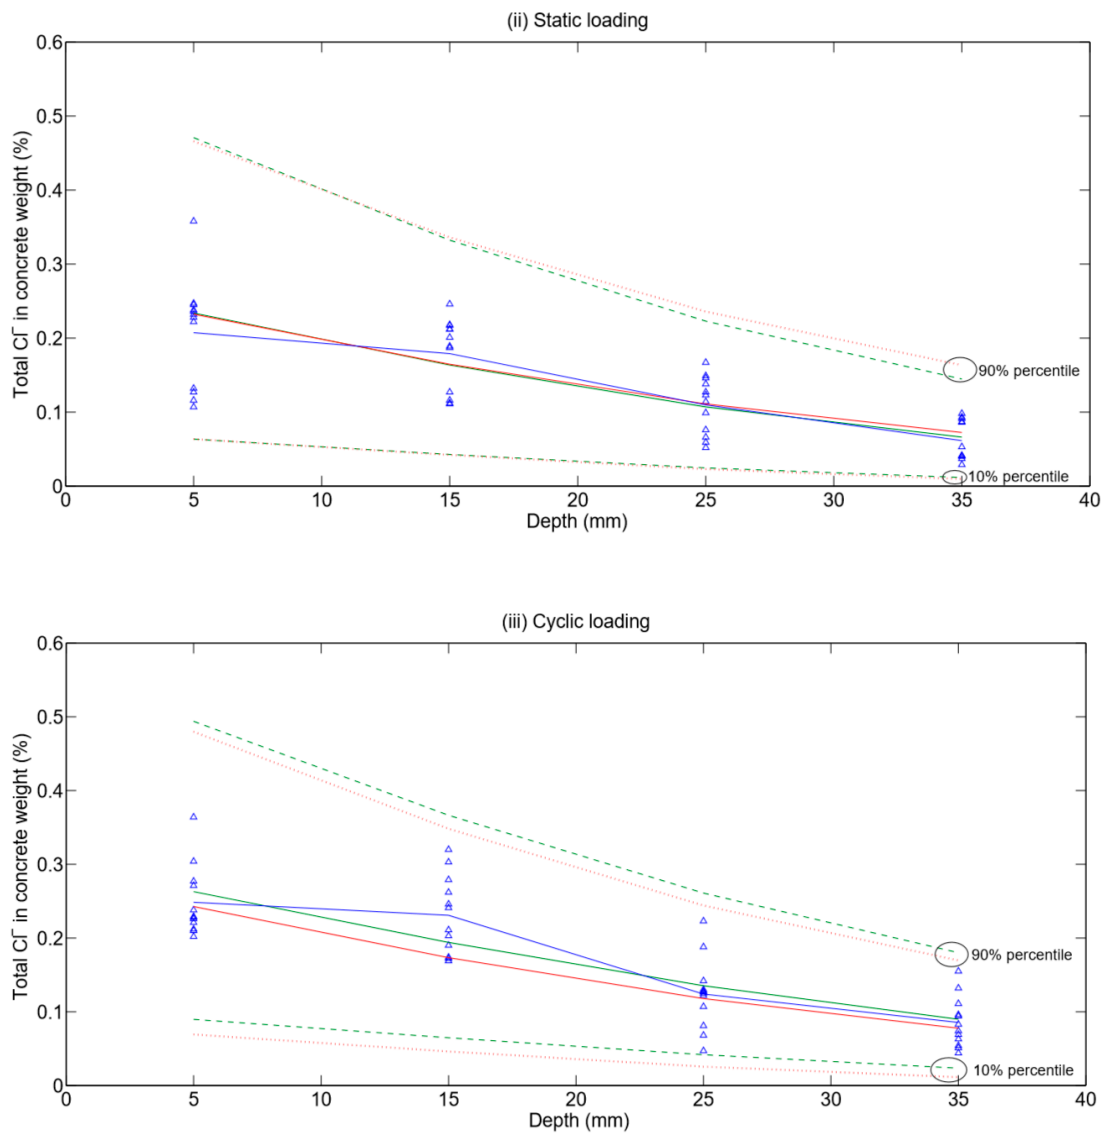 (ii) Static loading
0.6
0.5
0.4
0.3
0.2
0.1
0
Total Cl⁻ in concrete weight (%)
90% percentile
10% percentile
0 5 10 15 20 25 30 35 40
Depth (mm)
(iii) Cyclic loading
0.6
0.5
0.4
0.3
0.2
0.1
0
Total Cl⁻ in concrete weight (%)
90% percentile
10% percentile
0 5 10 15 20 25 30 35 40
Depth (mm)